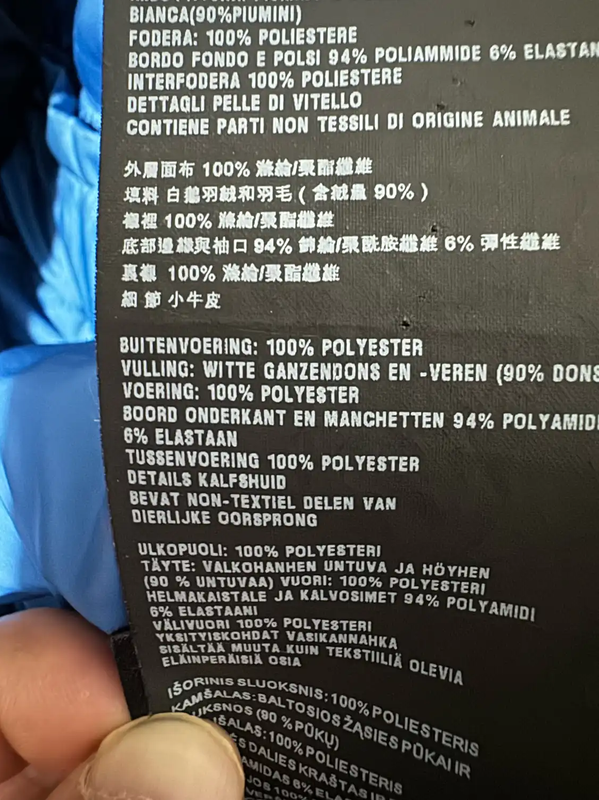 BIANCA(90%PIUMINI)
FODERA: 100% POLIESTERE
BORDO FONDO E POLSI 94% POLIAMMIDE 6% ELASTAN
INTERFODERA 100% POLIESTERE
DETTAGLI PELLE DI VITELLO
CONTIENE PARTI NON TESSILI DI ORIGINE ANIMALE
外層面布 100% 滌綸/聚酯纖維
填料 白鵝羽絨和羽毛 ( 含絨量 90% )
襯裡 100% 滌綸/聚酯纖維
底部邊緣與袖口 94% 錦綸/聚酰胺纖維 6% 彈性纖維
裏襯 100% 滌綸/聚酯纖維
細 節 小牛皮
BUITENVOERING: 100% POLYESTER
VULLING: WITTE GANZENDONS EN -VEREN (90% DONS
VOERING: 100% POLYESTER
BOORD ONDERKANT EN MANCHETTEN 94% POLYAMID
6% ELASTAAN
TUSSENVOERING 100% POLYESTER
DETAILS KALFSHUID
BEVAT NON-TEXTIEL DELEN VAN
DIERLIJKE OORSPRONG
ULKOPUOLI: 100% POLYESTERI
TÄYTE: VALKOHANHEN UNTUVA JA HÖYHEN
(90 % UNTUVAA) VUORI: 100% POLYESTERI
HELMAKAISTALE JA KALVOSIMET 94% POLYAMIDI
6% ELASTAANI
VÄLIVUORI 100% POLYESTERI
YKSITYISKOHDAT VASIKANNAHKA
SISÄLTÄÄ MUUTA KUIN TEKSTIILIÄ OLEVIA
ELÄINPERÄISIÄ OSIA
IŠORINIS SLUOKSNIS: 100% POLIESTERIS
KAMŠALAS: BALTOSIOS ŽĄSIES PŪKAI IR
UKSNOS (90 % PŪKŲ)
IŠALAS: 100% POLIESTERIS
ĖS DALIES KRAŠTAS IR
AMIDAS 6% ELA